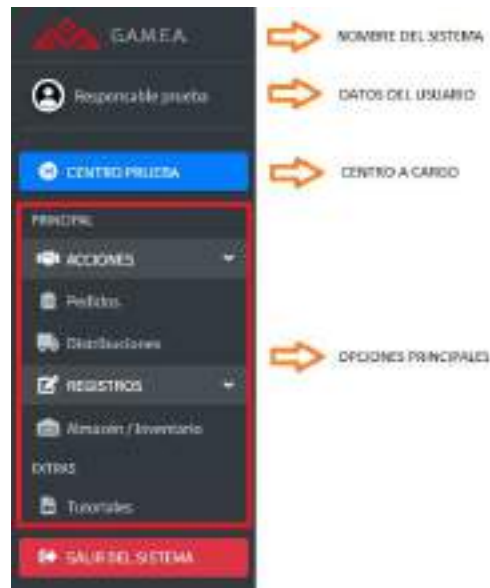 G.A.M.E.A.
NOMBRE DEL SISTEMA
Responsable prueba
DATOS DEL USUARIO
CENTRO PRUEBA
CENTRO A CARGO
PRINCIPAL
ACCIONES
Pedidos
Distribuciones
OPCIONES PRINCIPALES
REGISTROS
Almacén / Inventario
EXTRAS
Tutoriales
SALIR DEL SISTEMA